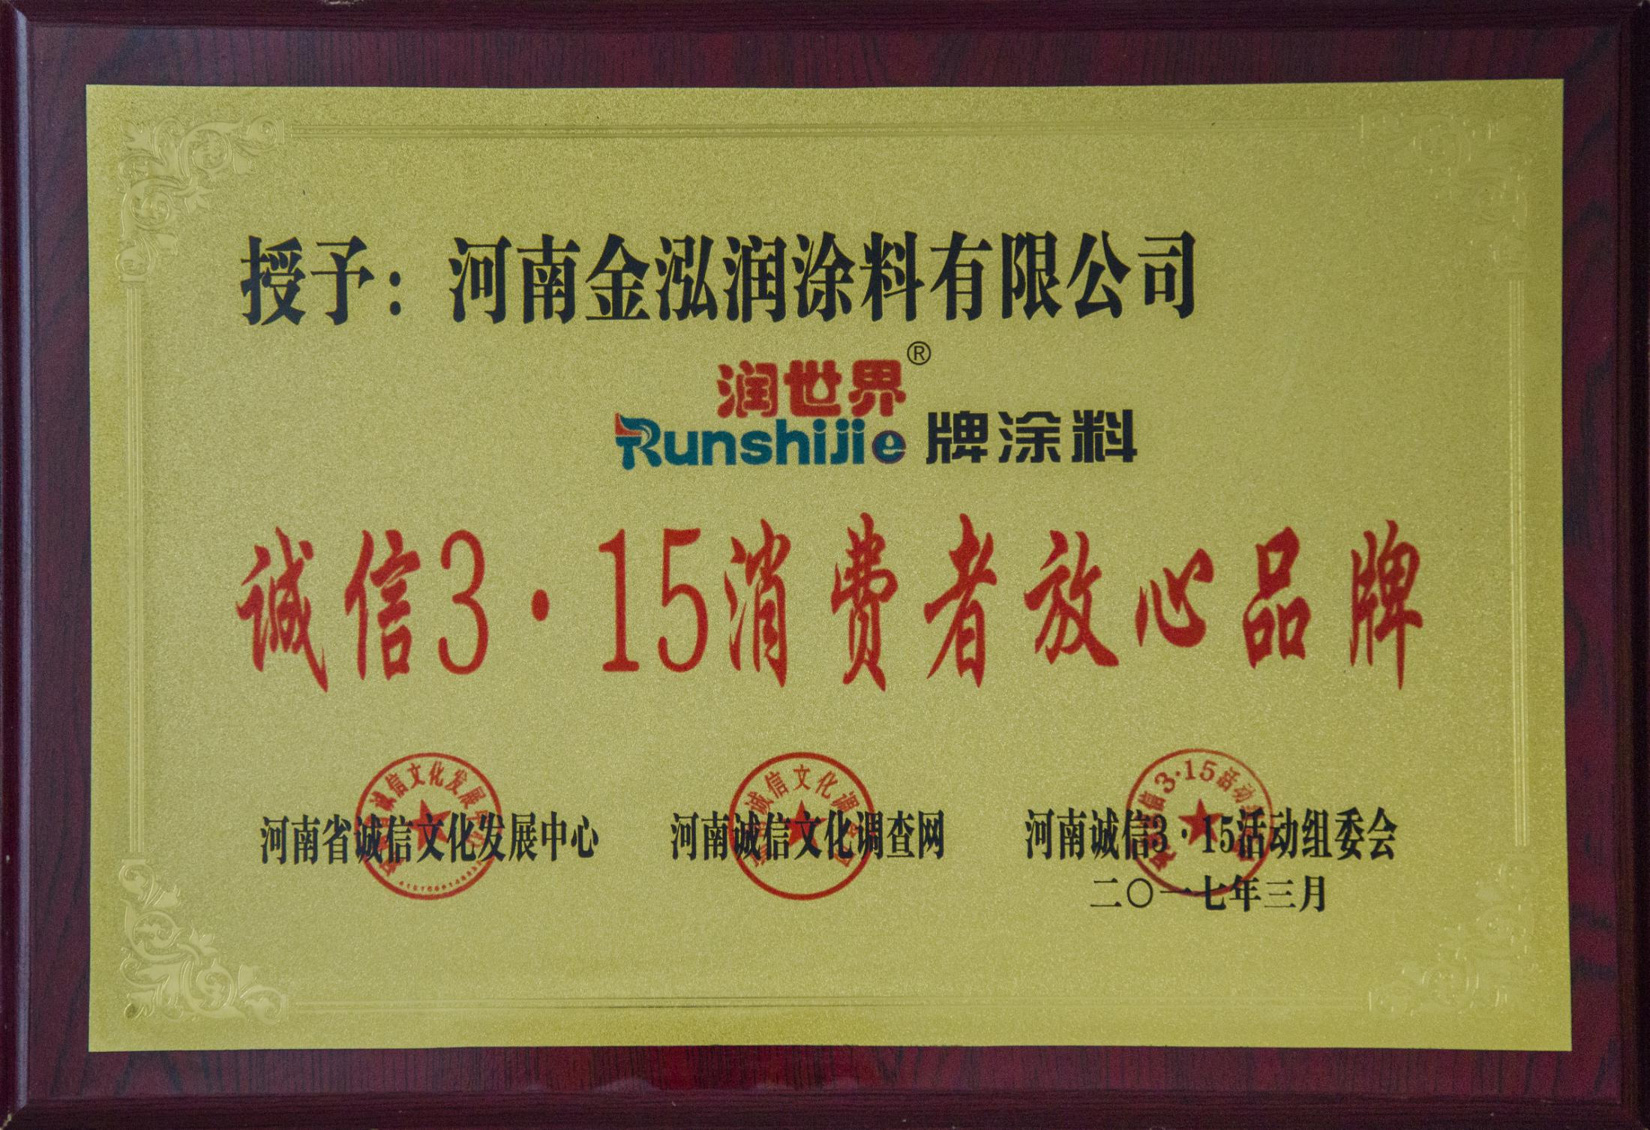 授予：河南金泓润涂料有限公司
润世界®
Runshijie 牌涂料
诚信3·15消费者放心品牌
河南省诚信文化发展中心 河南诚信文化调查网 河南诚信3·15活动组委会
二〇一七年三月